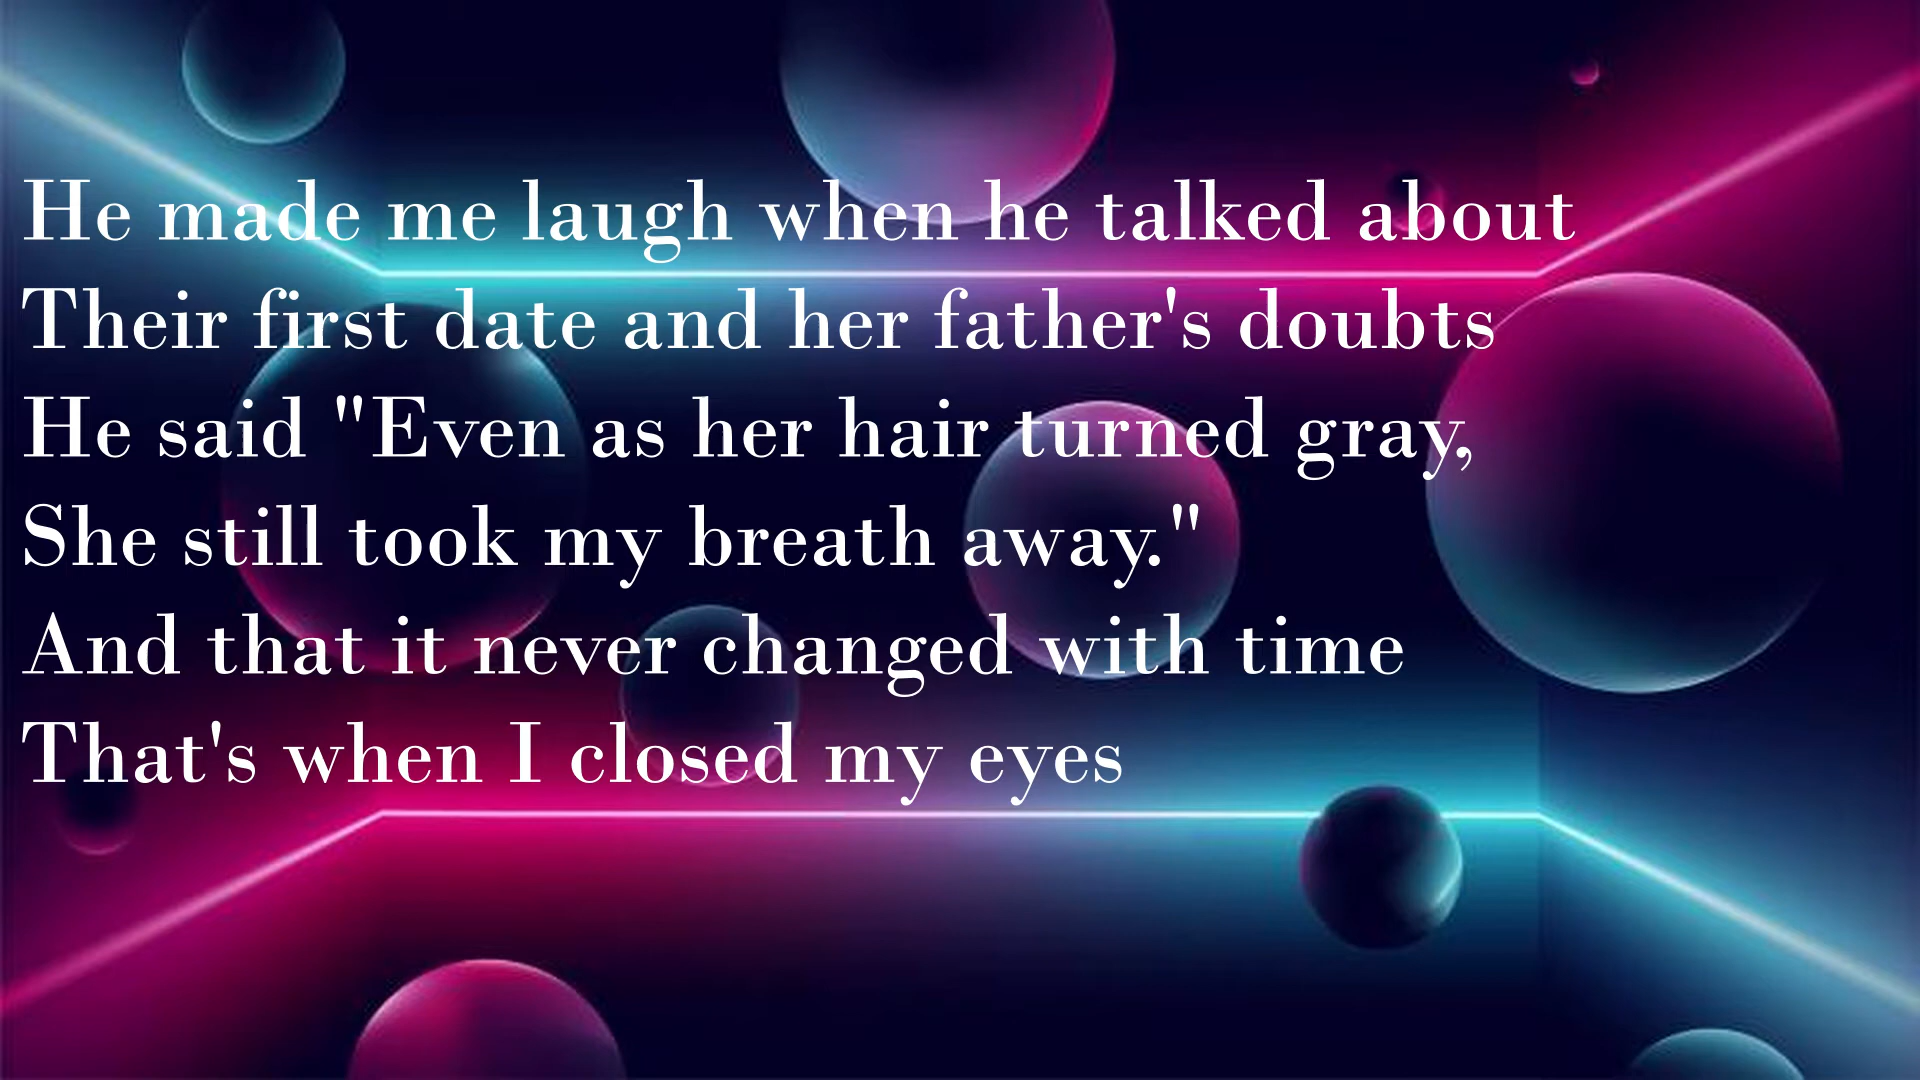 He made me laugh when he talked about
Their first date and her father's doubts
He said "Even as her hair turned gray,
She still took my breath away."
And that it never changed with time
That's when I closed my eyes